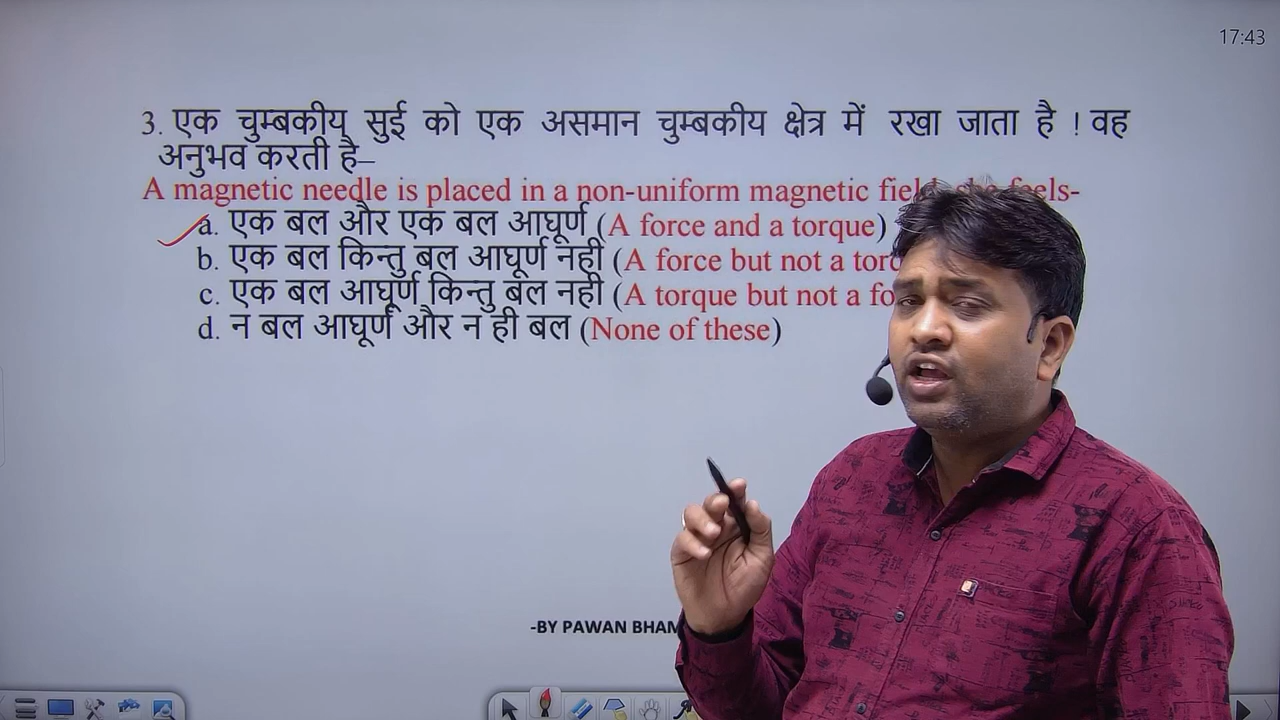 17:43
3. एक चुम्बकीय सुई को एक असमान चुम्बकीय क्षेत्र में रखा जाता है ! वह
अनुभव करती है–
A magnetic needle is placed in a non-uniform magnetic field she feels-
a. एक बल और एक बल आघूर्ण (A force and a torque)
b. एक बल किन्तु बल आघूर्ण नही (A force but not a
c. एक बल आघूर्ण किन्तु बल नही (A torque but not a
d. न बल आघूर्ण और न ही बल (None of these)
-BY PAWAN